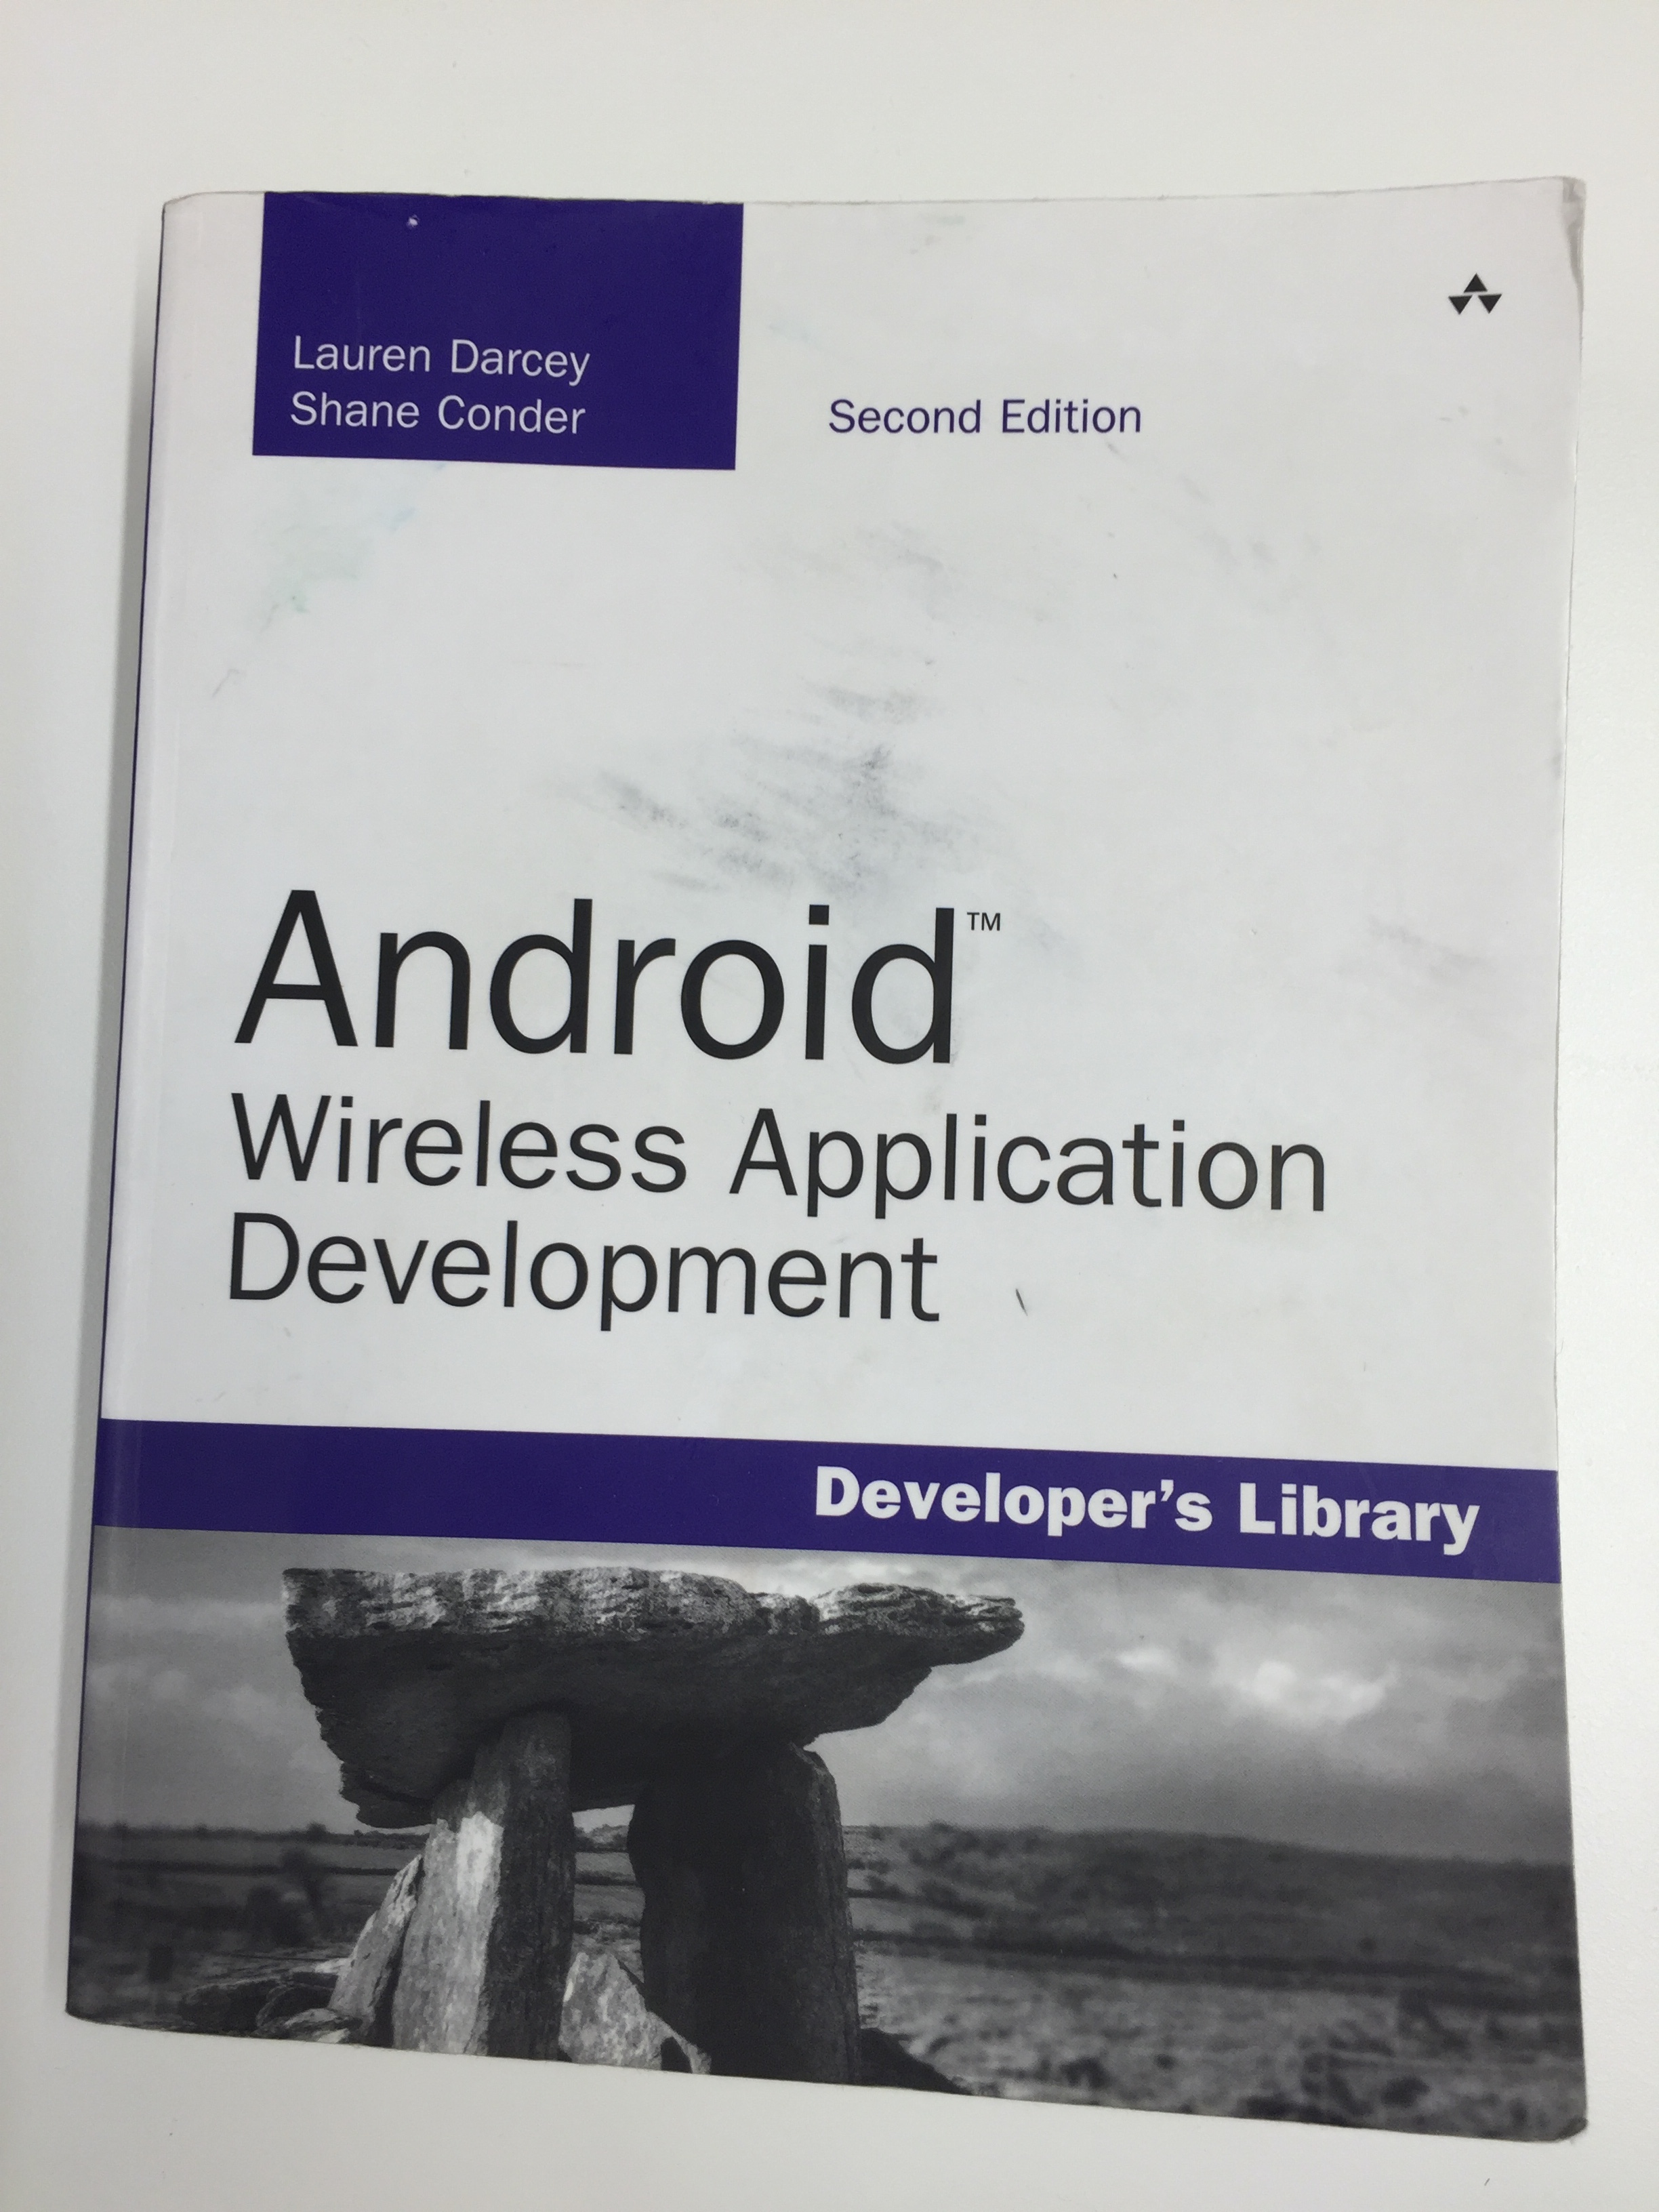 Lauren Darcey
Shane Conder
Second Edition
Android™
Wireless Application
Development
Developer's Library